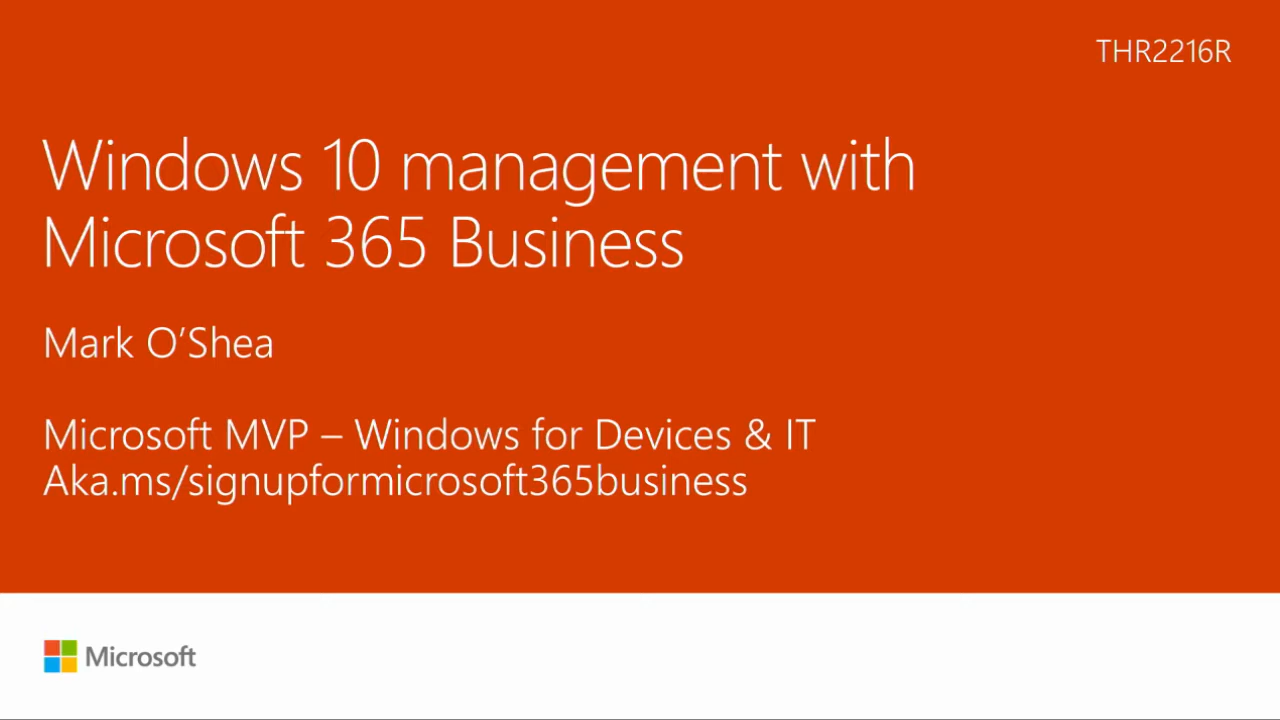 THR2216R
Windows 10 management with
Microsoft 365 Business
Mark O'Shea
Microsoft MVP – Windows for Devices & IT
Aka.ms/signupformicrosoft365business
Microsoft